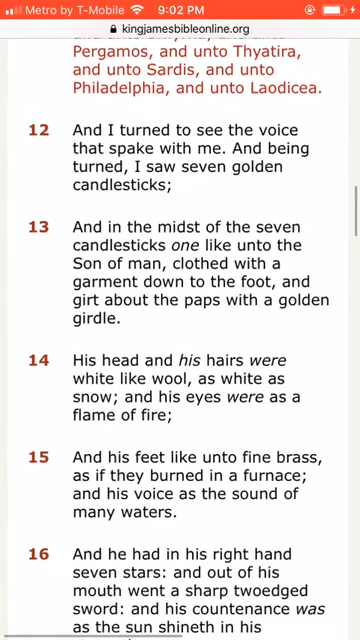 Metro by T-Mobile 9:02 PM
kingjamesbibleonline.org
Pergamos, and unto Thyatira,
and unto Sardis, and unto
Philadelphia, and unto Laodicea.
12 And I turned to see the voice
that spake with me. And being
turned, I saw seven golden
candlesticks;
13 And in the midst of the seven
candlesticks one like unto the
Son of man, clothed with a
garment down to the foot, and
girt about the paps with a golden
girdle.
14 His head and his hairs were
white like wool, as white as
snow; and his eyes were as a
flame of fire;
15 And his feet like unto fine brass,
as if they burned in a furnace;
and his voice as the sound of
many waters.
16 And he had in his right hand
seven stars: and out of his
mouth went a sharp twoedged
sword: and his countenance was
as the sun shineth in his